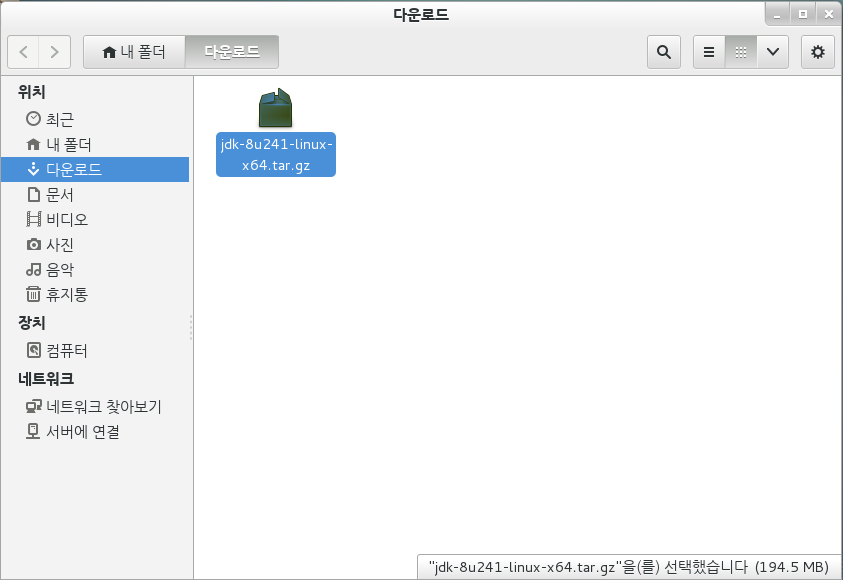 다운로드
내 폴더
다운로드
위치
최근
내 폴더
다운로드
문서
비디오
사진
음악
휴지통
장치
컴퓨터
네트워크
네트워크 찾아보기
서버에 연결
jdk-8u241-linux-
x64.tar.gz
"jdk-8u241-linux-x64.tar.gz"을(를) 선택했습니다 (194.5 MB)